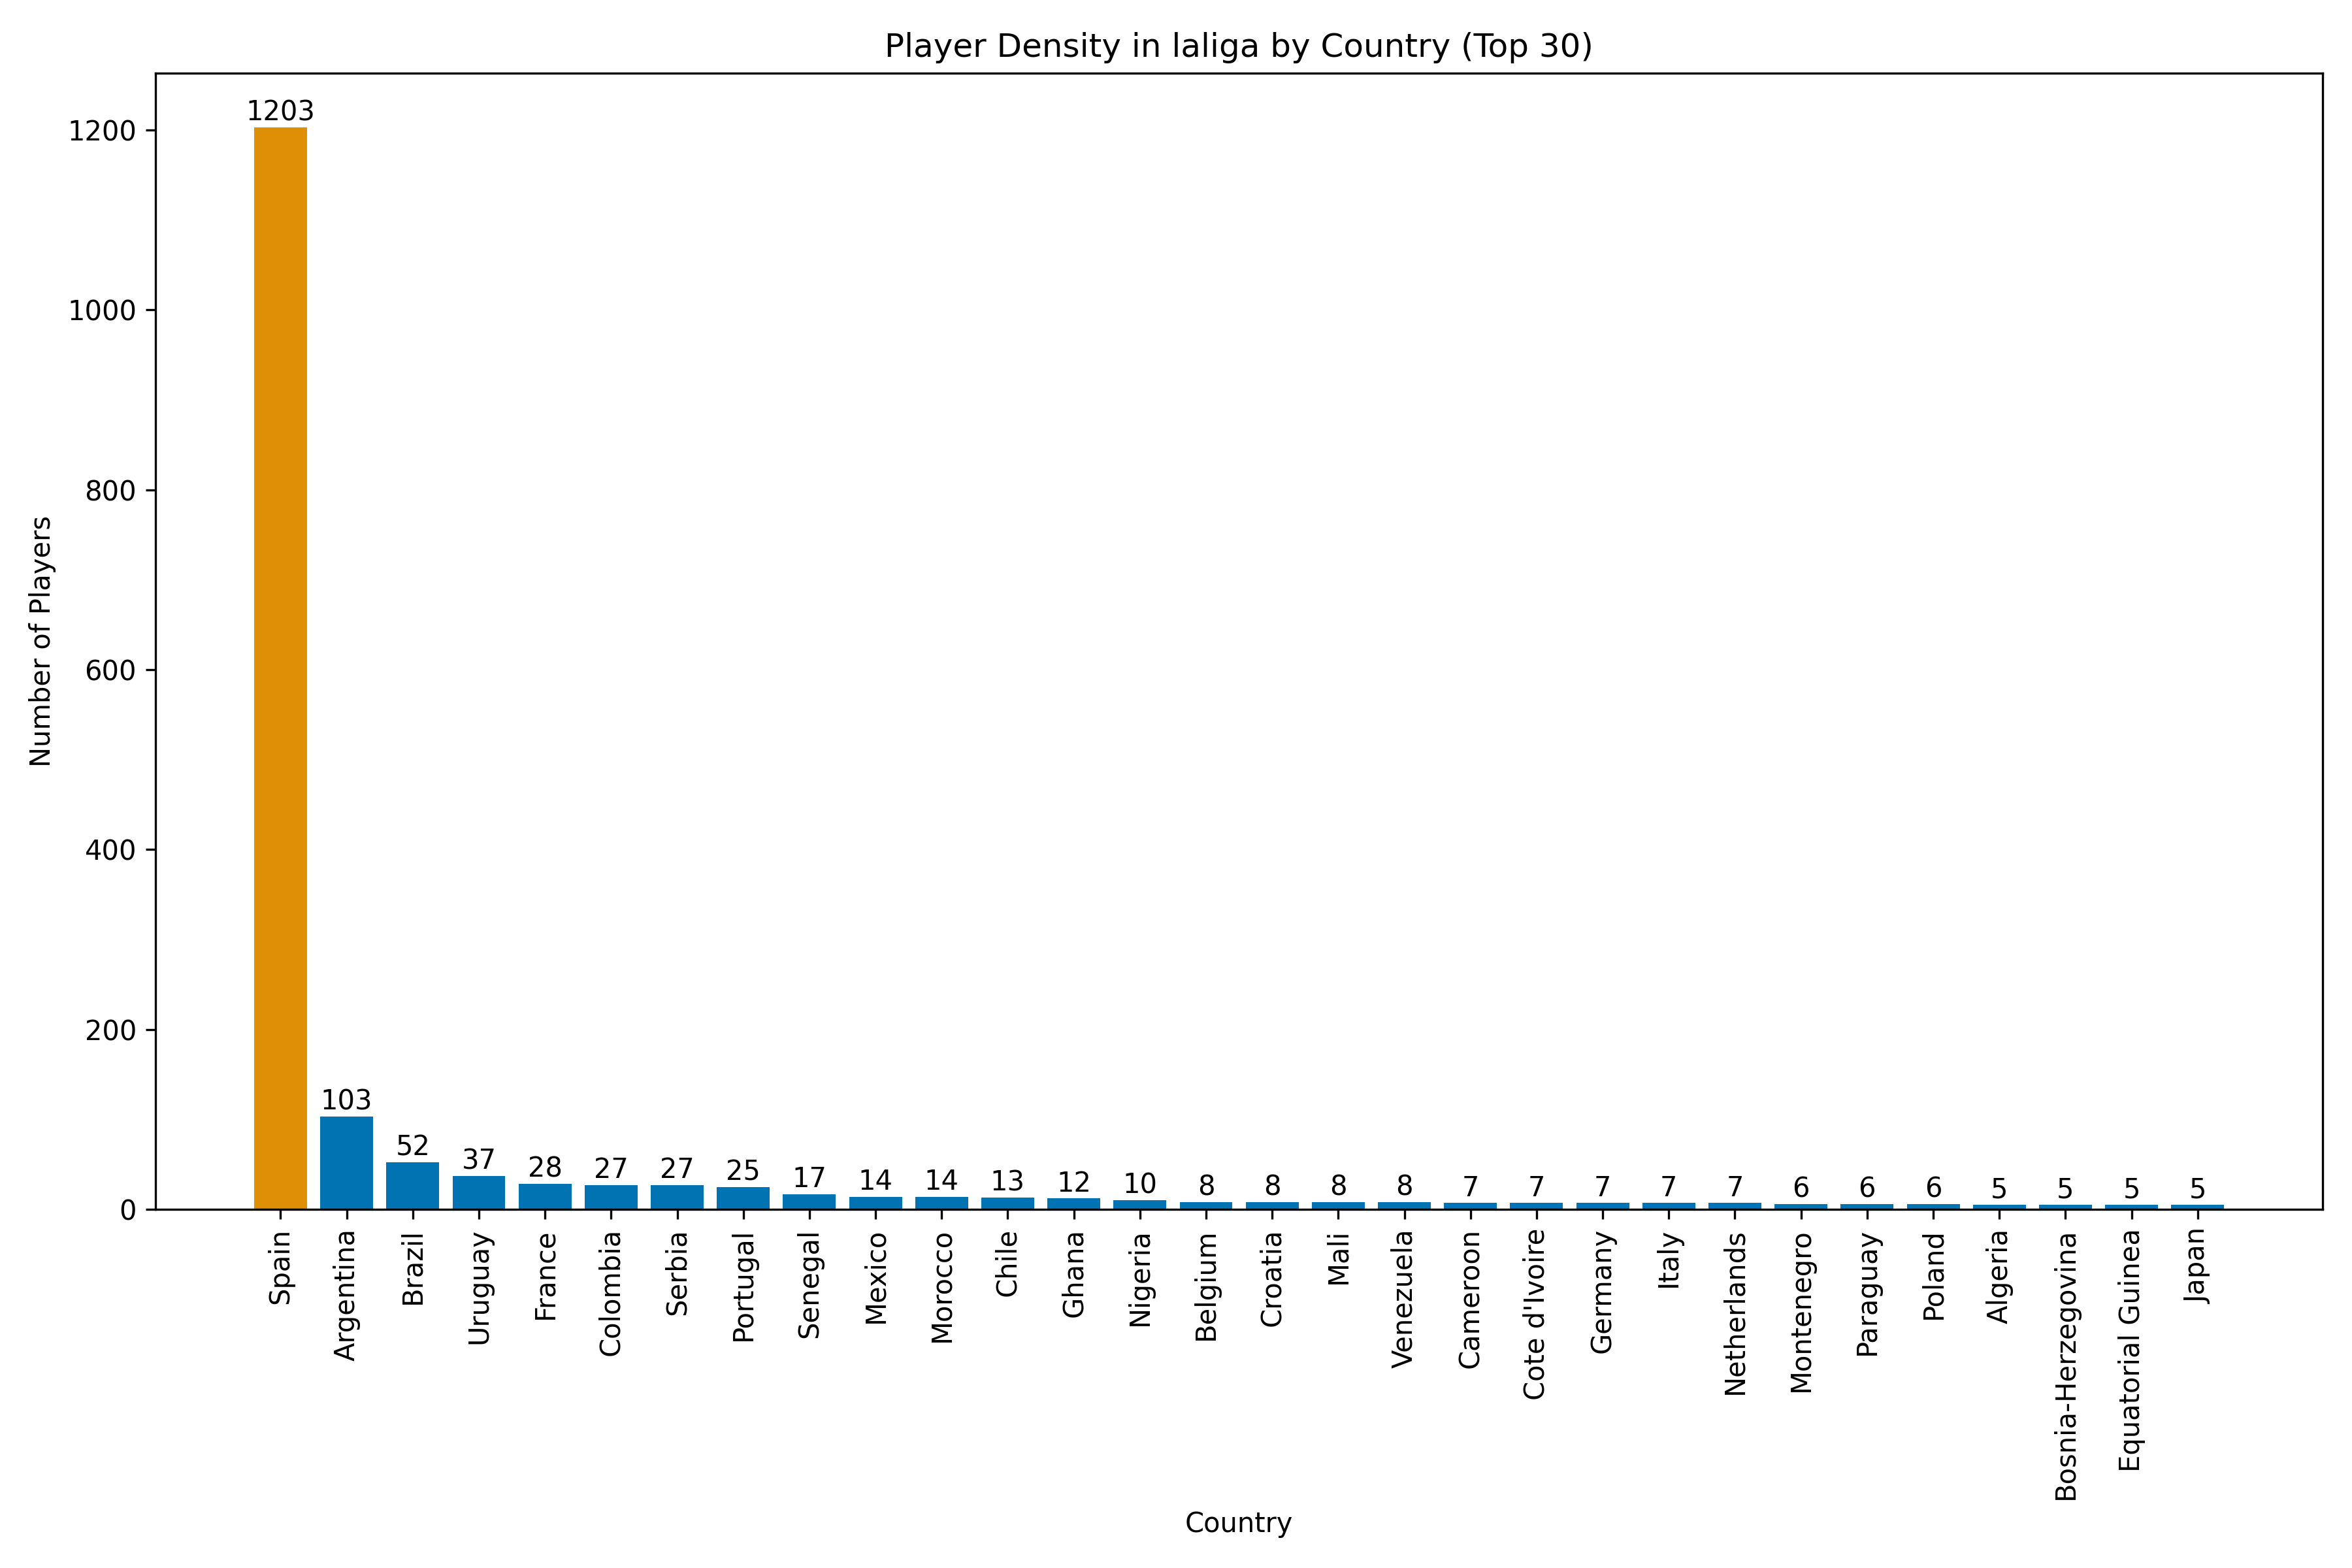 Player Density in laliga by Country (Top 30)
Number of Players
1200
1000
800
600
400
200
0
1203
103
52
37
28
27
27
25
17
14
14
13
12
10
8
8
8
8
7
7
7
7
7
6
6
6
5
5
5
5
Spain
Argentina
Brazil
Uruguay
France
Colombia
Serbia
Portugal
Senegal
Mexico
Morocco
Chile
Ghana
Nigeria
Belgium
Croatia
Mali
Venezuela
Cameroon
Cote d'Ivoire
Germany
Italy
Netherlands
Montenegro
Paraguay
Poland
Algeria
Bosnia-Herzegovina
Equatorial Guinea
Japan
Country